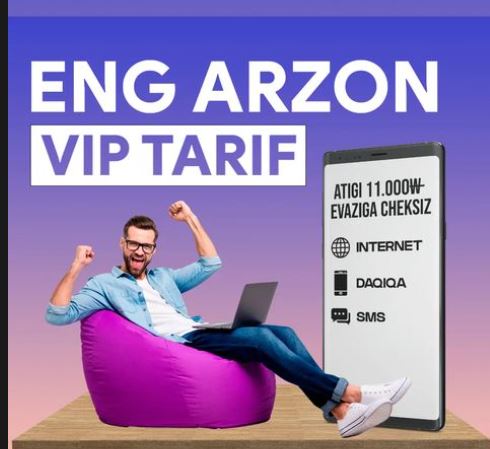 ENG ARZON
VIP TARIF
ATIGI 11.000₩
EVAZIGA CHEKSIZ
INTERNET
DAQIQA
SMS